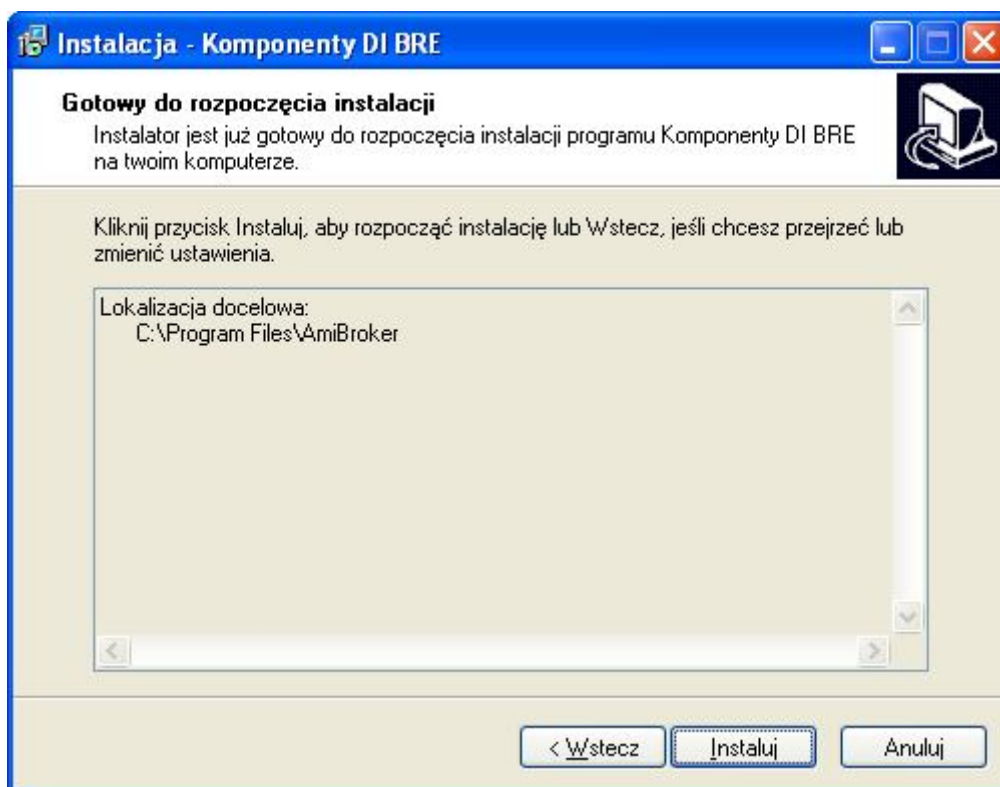 Instalacja - Komponenty DI BRE
Gotowy do rozpoczęcia instalacji
Instalator jest już gotowy do rozpoczęcia instalacji programu Komponenty DI BRE
na twoim komputerze.
Kliknij przycisk Instaluj, aby rozpocząć instalację lub Wstecz, jeśli chcesz przejrzeć lub
zmienić ustawienia.
Lokalizacja docelowa:
C:\Program Files\AmiBroker
< Wstecz Instaluj Anuluj